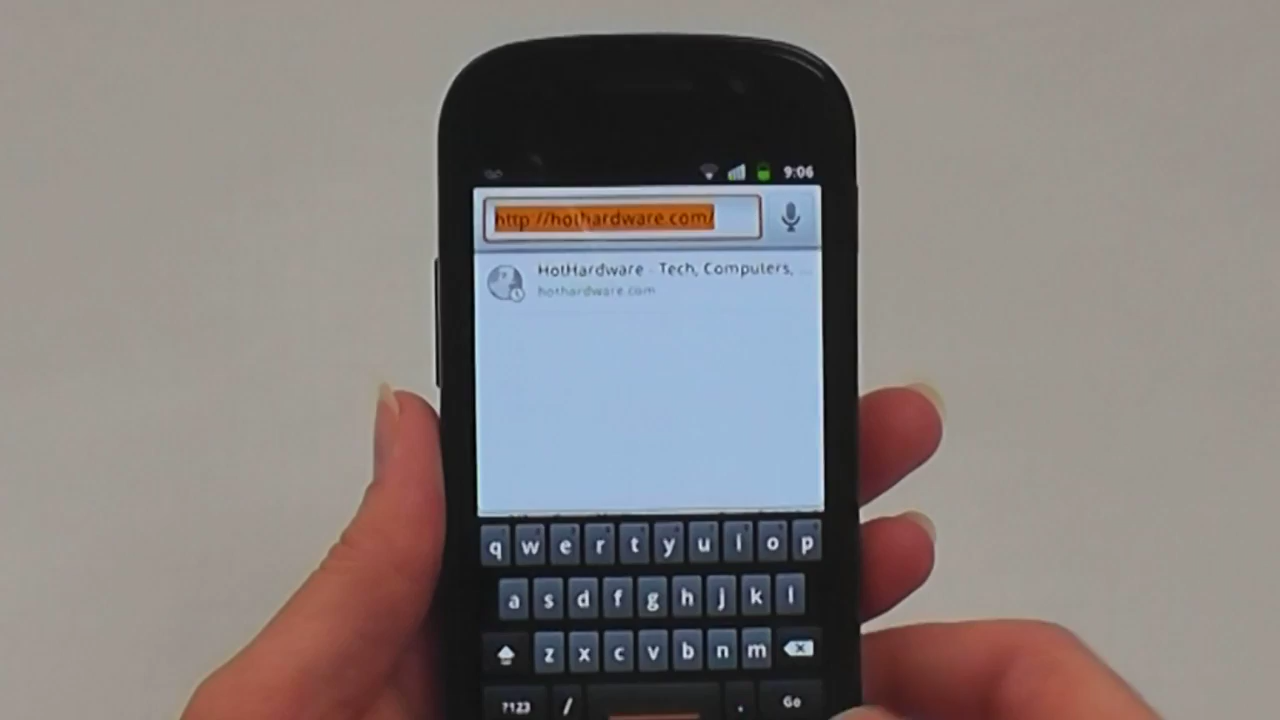 9:06
http://hothardware.com/
HotHardware - Tech, Computers, ...
hothardware.com
q w e r t y u i o p
a s d f g h j k l
z x c v b n m
?123 / . Go